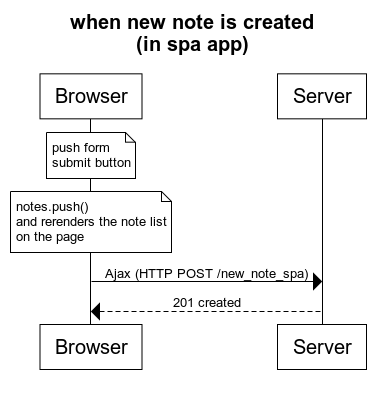 when new note is created
(in spa app)
Browser
Server
push form
submit button
notes.push()
and rerenders the note list
on the page
Ajax (HTTP POST /new_note_spa)
201 created
Browser
Server